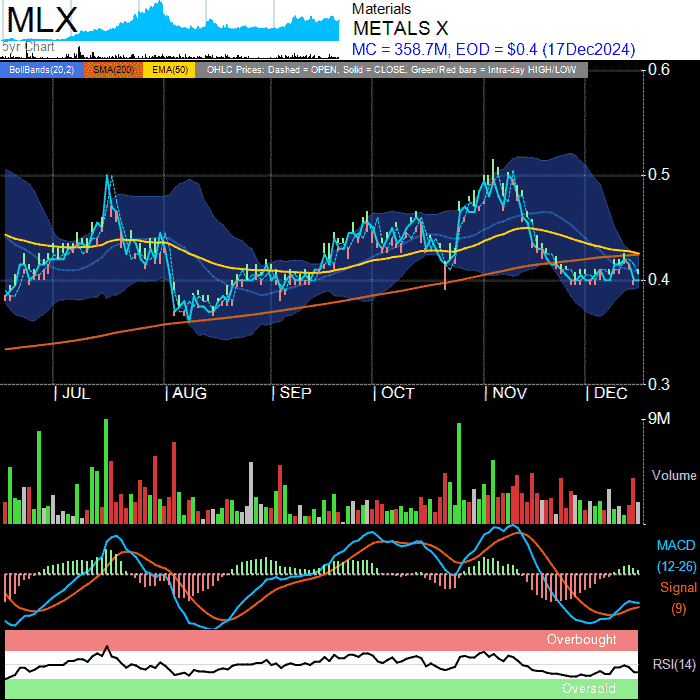 MLX
5yr Chart
Materials
METALS X
MC = 358.7M, EOD = $0.4 (17Dec2024)
BollBands(20,2) SMA(200) EMA(50) OHLC Prices: Dashed = OPEN, Solid = CLOSE, Green/Red bars = Intra-day HIGH/LOW
0.6
0.5
0.4
0.3
| JUL | AUG | SEP | OCT | NOV | DEC
9M
Volume
MACD
(12-26)
Signal
(9)
Overbought
RSI(14)
Oversold